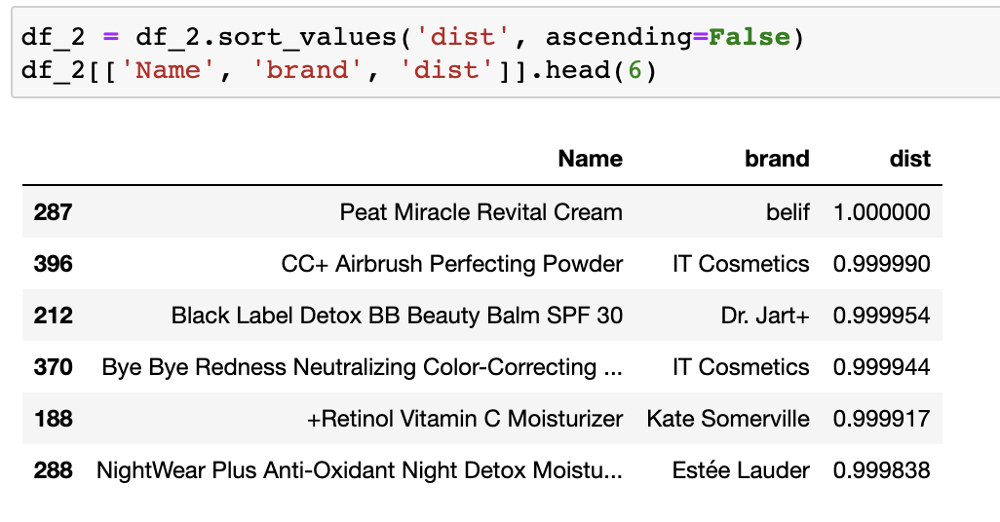 df_2 = df_2.sort_values('dist', ascending=False)
df_2[['Name', 'brand', 'dist']].head(6)
Name brand dist
287 Peat Miracle Revital Cream belif 1.000000
396 CC+ Airbrush Perfecting Powder IT Cosmetics 0.999990
212 Black Label Detox BB Beauty Balm SPF 30 Dr. Jart+ 0.999954
370 Bye Bye Redness Neutralizing Color-Correcting ... IT Cosmetics 0.999944
188 +Retinol Vitamin C Moisturizer Kate Somerville 0.999917
288 NightWear Plus Anti-Oxidant Night Detox Moistu... Estée Lauder 0.999838